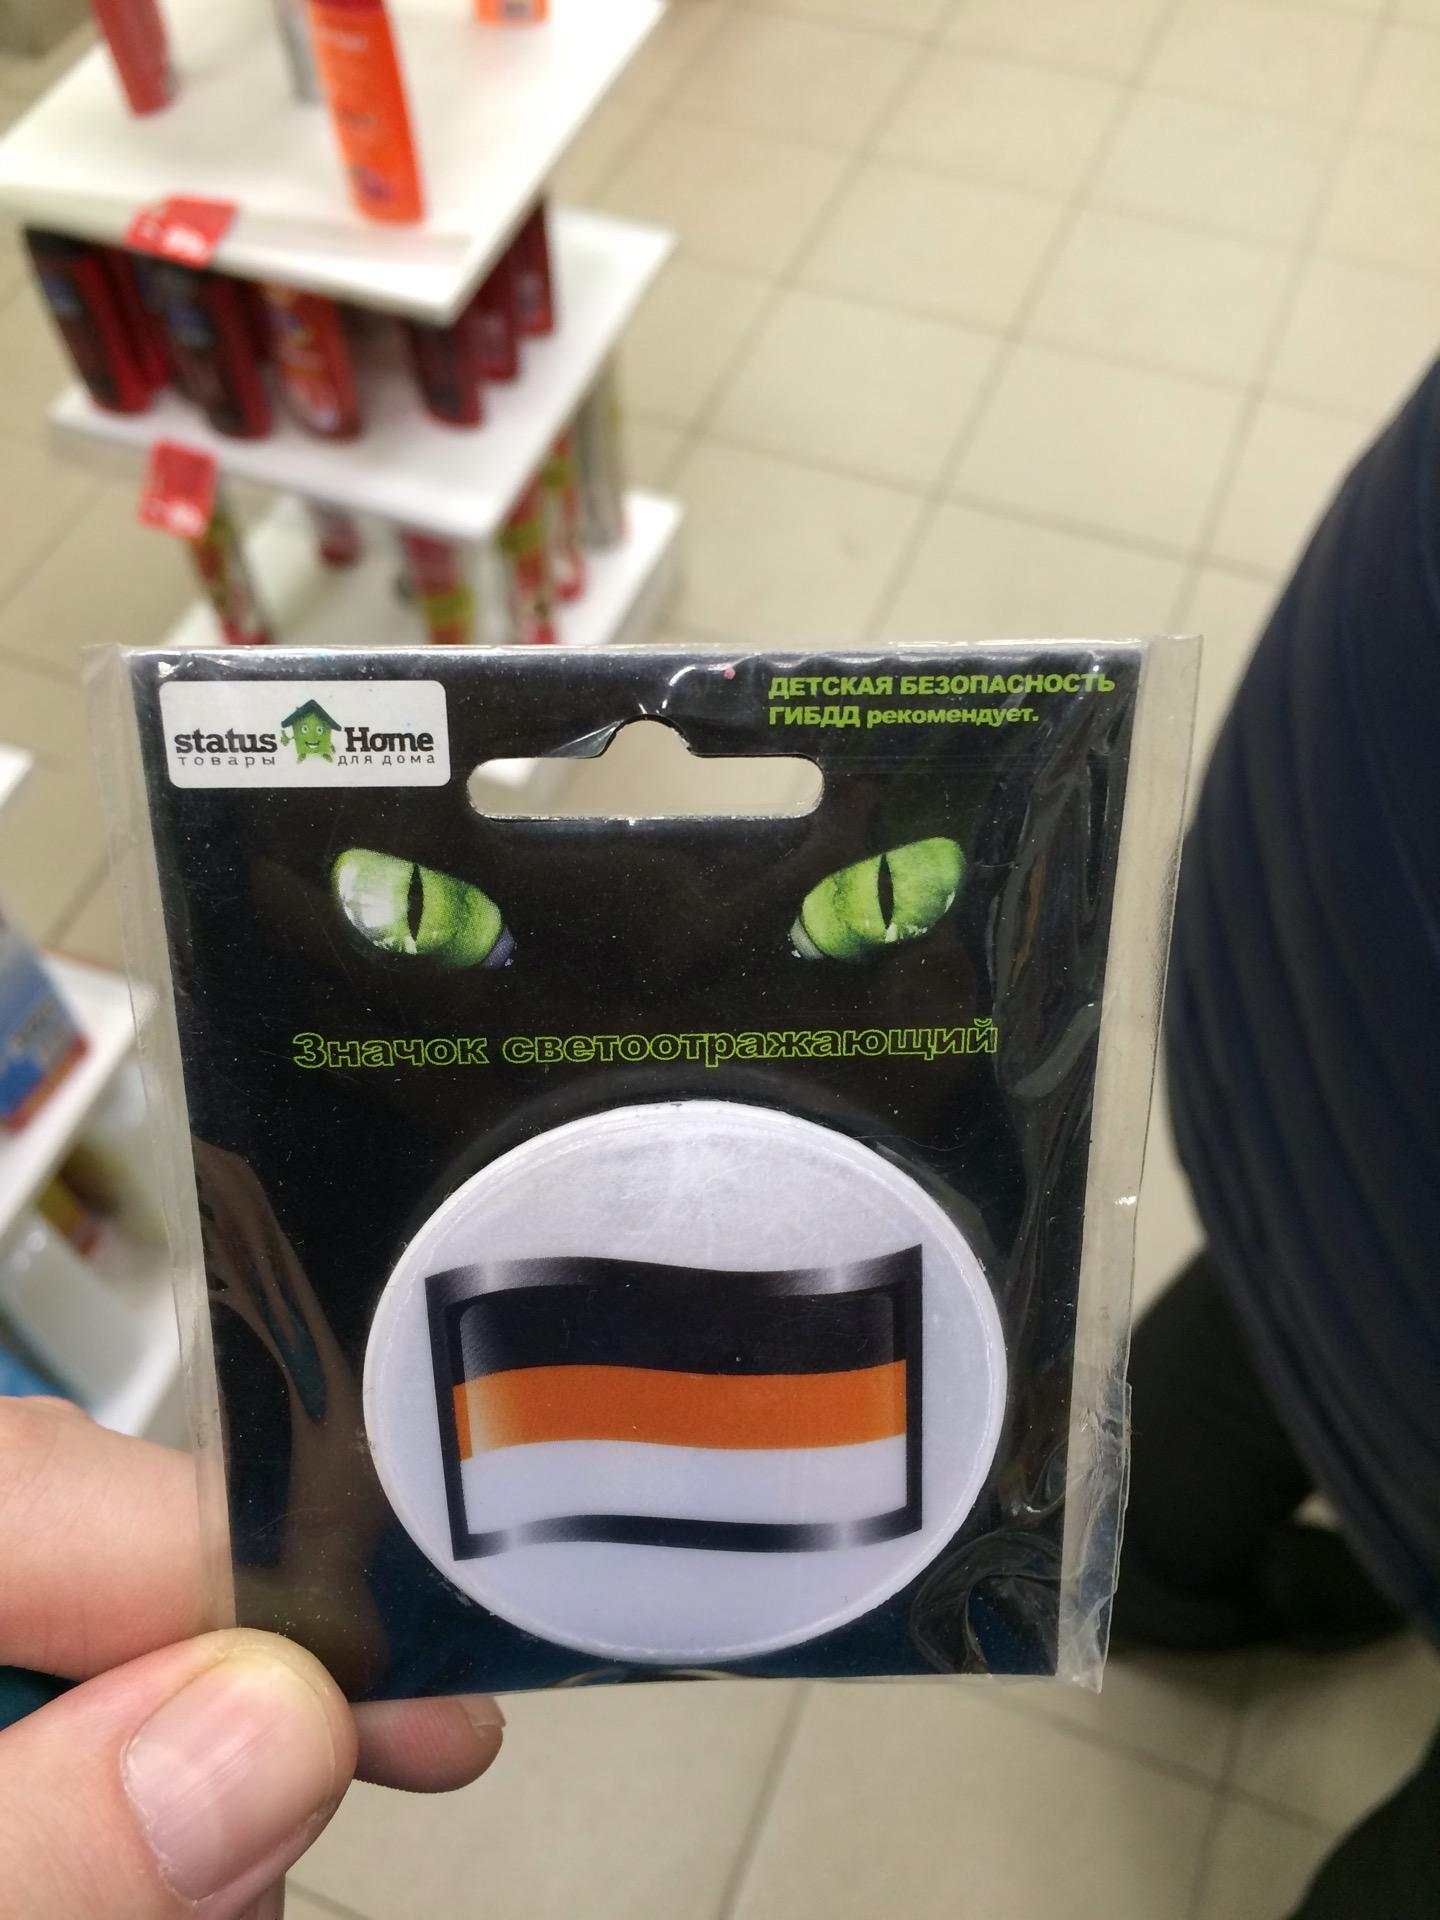 status Home
товары для дома
ДЕТСКАЯ БЕЗОПАСНОСТЬ
ГИБДД рекомендует.
Значок светоотражающий